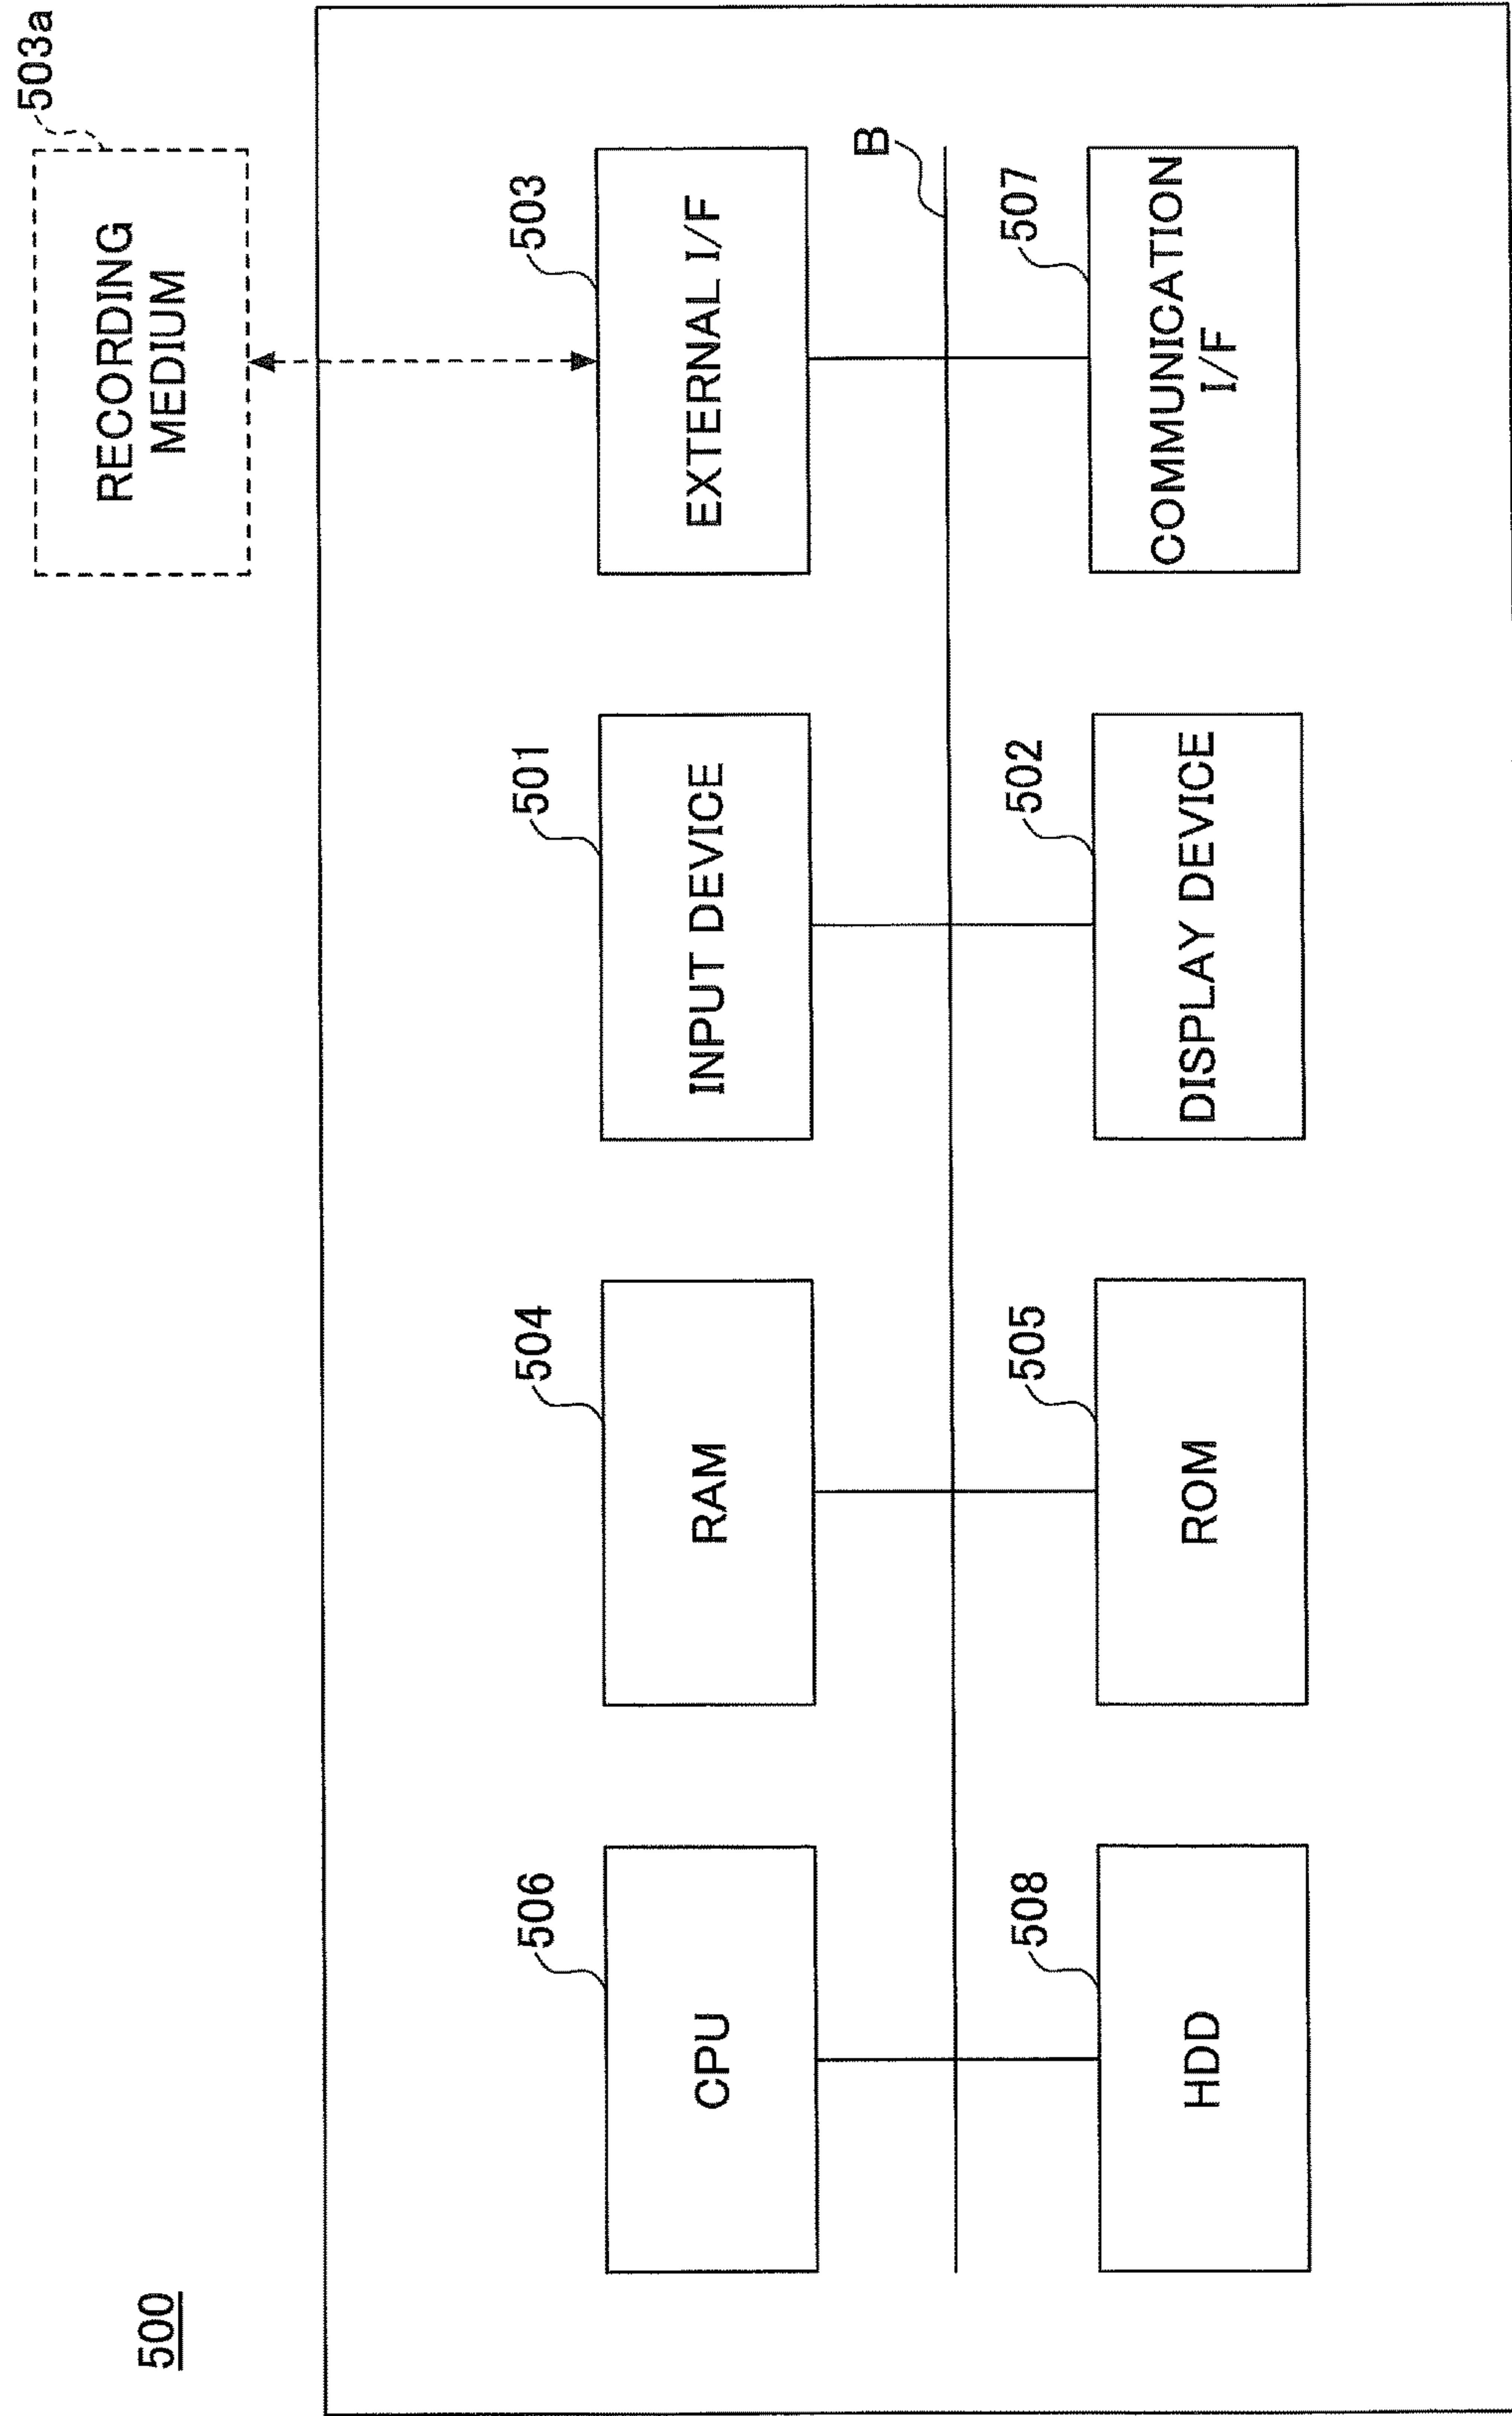 500
RECORDING
MEDIUM
503a
506
CPU
504
RAM
501
INPUT DEVICE
503
EXTERNAL I/F
B
508
HDD
505
ROM
502
DISPLAY DEVICE
507
COMMUNICATION
I/F